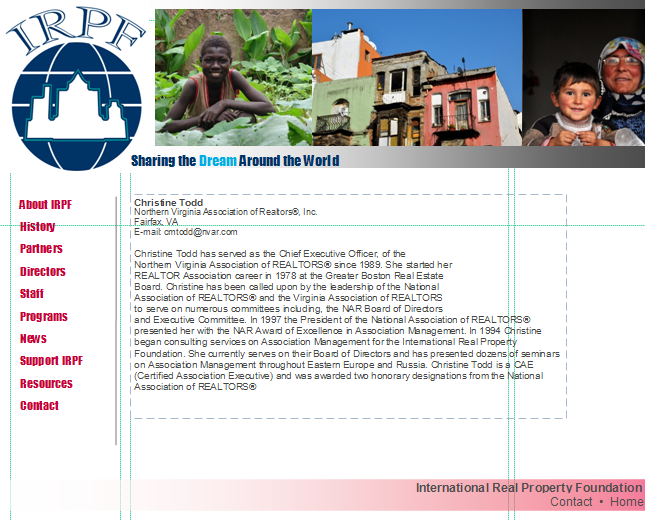 IRPF
Sharing the Dream Around the World
About IRPF
History
Partners
Directors
Staff
Programs
News
Support IRPF
Resources
Contact
Christine Todd
Northern Virginia Association of Realtors®, Inc.
Fairfax, VA
E-mail: cmtodd@nvar.com
Christine Todd has served as the Chief Executive Officer, of the
Northern Virginia Association of REALTORS® since 1989. She started her
REALTOR Association career in 1978 at the Greater Boston Real Estate
Board. Christine has been called upon by the leadership of the National
Association of REALTORS® and the Virginia Association of REALTORS
to serve on numerous committees including, the NAR Board of Directors
and Executive Committee. In 1997 the President of the National Association of REALTORS®
presented her with the NAR Award of Excellence in Association Management. In 1994 Christine
began consulting services on Association Management for the International Real Property
Foundation. She currently serves on their Board of Directors and has presented dozens of seminars
on Association Management throughout Eastern Europe and Russia. Christine Todd is a CAE
(Certified Association Executive) and was awarded two honorary designations from the National
Association of REALTORS®
International Real Property Foundation
Contact • Home